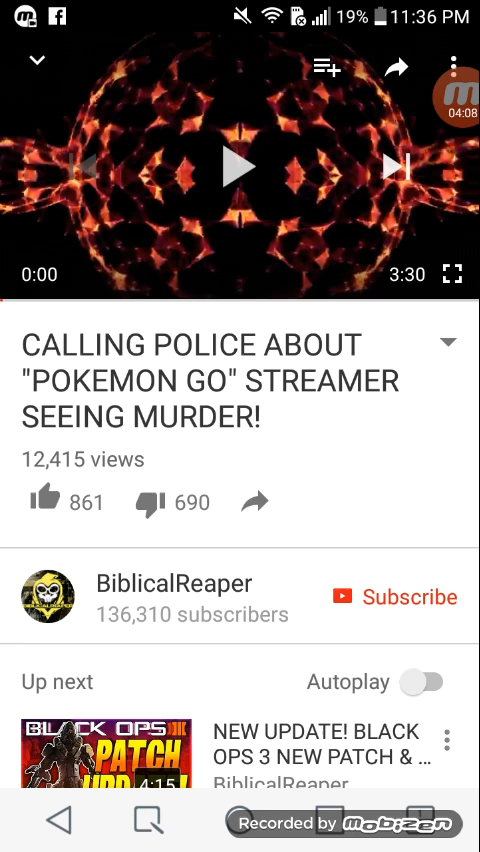 19% 11:36 PM
04:08
0:00
3:30
CALLING POLICE ABOUT
"POKEMON GO" STREAMER
SEEING MURDER!
12,415 views
861
690
BIBLICALREAPER
BiblicalReaper
136,310 subscribers
Subscribe
Up next
Autoplay
BLACK OPS III
PATCH
4:15
NEW UPDATE! BLACK
OPS 3 NEW PATCH & ...
BiblicalReaper
Recorded by mobizen